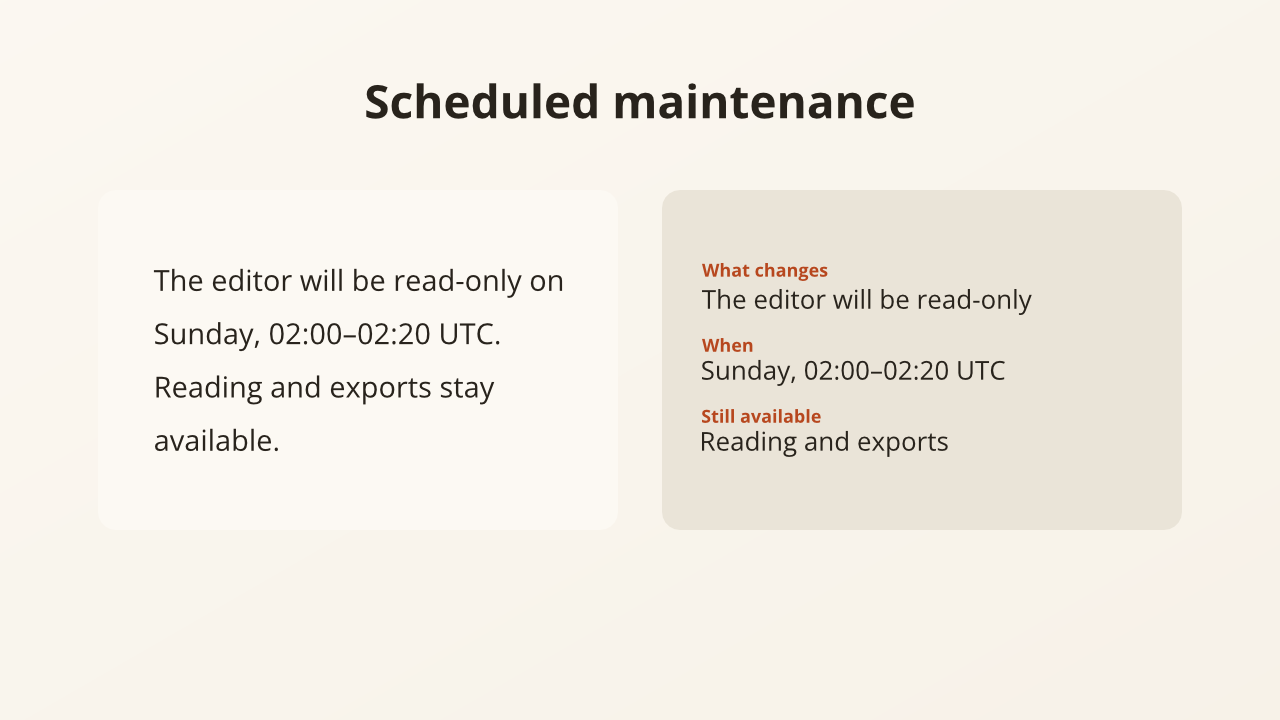 Scheduled maintenance
The editor will be read-only on
Sunday, 02:00–02:20 UTC.
Reading and exports stay
available.
What changes
The editor will be read-only
When
Sunday, 02:00–02:20 UTC
Still available
Reading and exports